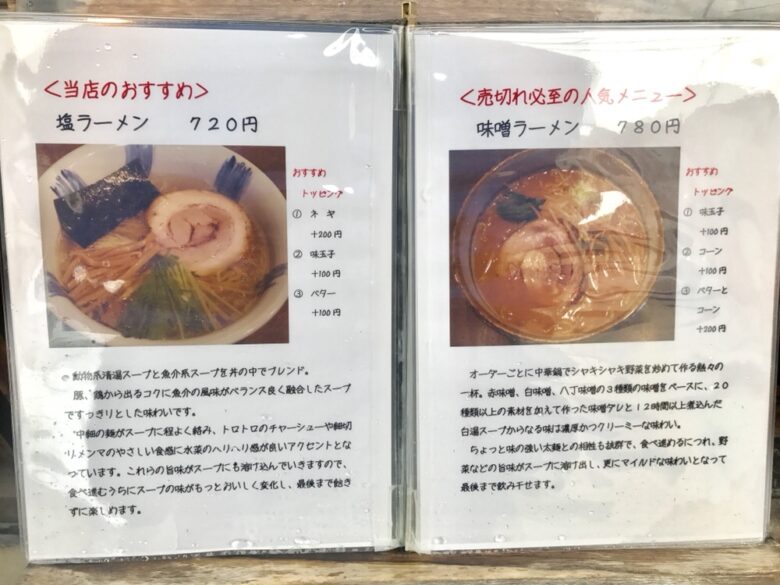 <当店のおすすめ>
塩ラーメン 720円
おすすめ
トッピング
① ネギ
+200円
② 味玉子
+100円
③ バター
+100円
動物系清湯スープと魚介系スープを丼の中でブレンド。
豚、鶏から出るコクに魚介の風味がバランス良く融合したスープ
ですっきりとした味わいです。
中細の麺がスープに程よく絡み、トロトロのチャーシューや細切
りメンマのやさしい食感に水菜のハリハリ感が良いアクセントとな
っています。これらの旨味がスープにも溶け込んでいきますので、
食べ進むうちにスープの味がもっとおいしく変化し、最後まで飽き
ずに楽しめます。
<売切れ必至の人気メニュー>
味噌ラーメン 780円
おすすめ
トッピング
① 味玉子
+100円
② コーン
+100円
③ バターと
コーン
+200円
オーダーごとに中華鍋でシャキシャキ野菜を炒めて作る熱々の
一杯。赤味噌、白味噌、八丁味噌の3種類の味噌をベースに、20
種類以上の素材を加えて作った味噌ダレと12時間以上煮込んだ
白湯スープからなる味は濃厚かつクリーミーな味わい。
ちょっと味の強い太麺との相性も抜群で、食べ進めるにつれ、野
菜などの旨味がスープに溶け出し、更にマイルドな味わいとなって
最後まで飲み干せます。